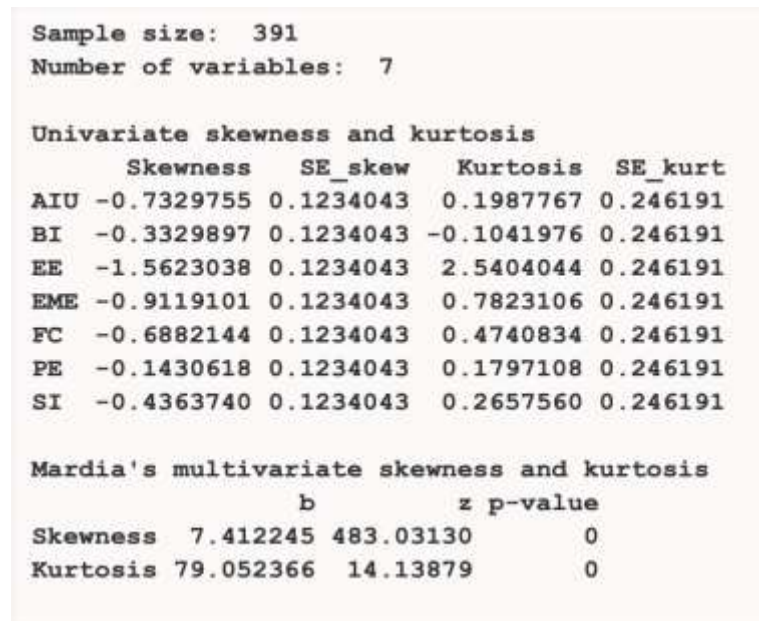 Sample size:  391
Number of variables:  7
Univariate skewness and kurtosis
Skewness SE_skew Kurtosis SE_kurt
AIU -0.7329755 0.1234043 0.1987767 0.246191
BI -0.3329897 0.1234043 -0.1041976 0.246191
EE -1.5623038 0.1234043 2.5404044 0.246191
EME -0.9119101 0.1234043 0.7823106 0.246191
FC -0.6882144 0.1234043 0.4740834 0.246191
PE -0.1430618 0.1234043 0.1797108 0.246191
SI -0.4363740 0.1234043 0.2657560 0.246191
Mardia's multivariate skewness and kurtosis
b z p-value
Skewness 7.412245 483.03130 0
Kurtosis 79.052366 14.13879 0